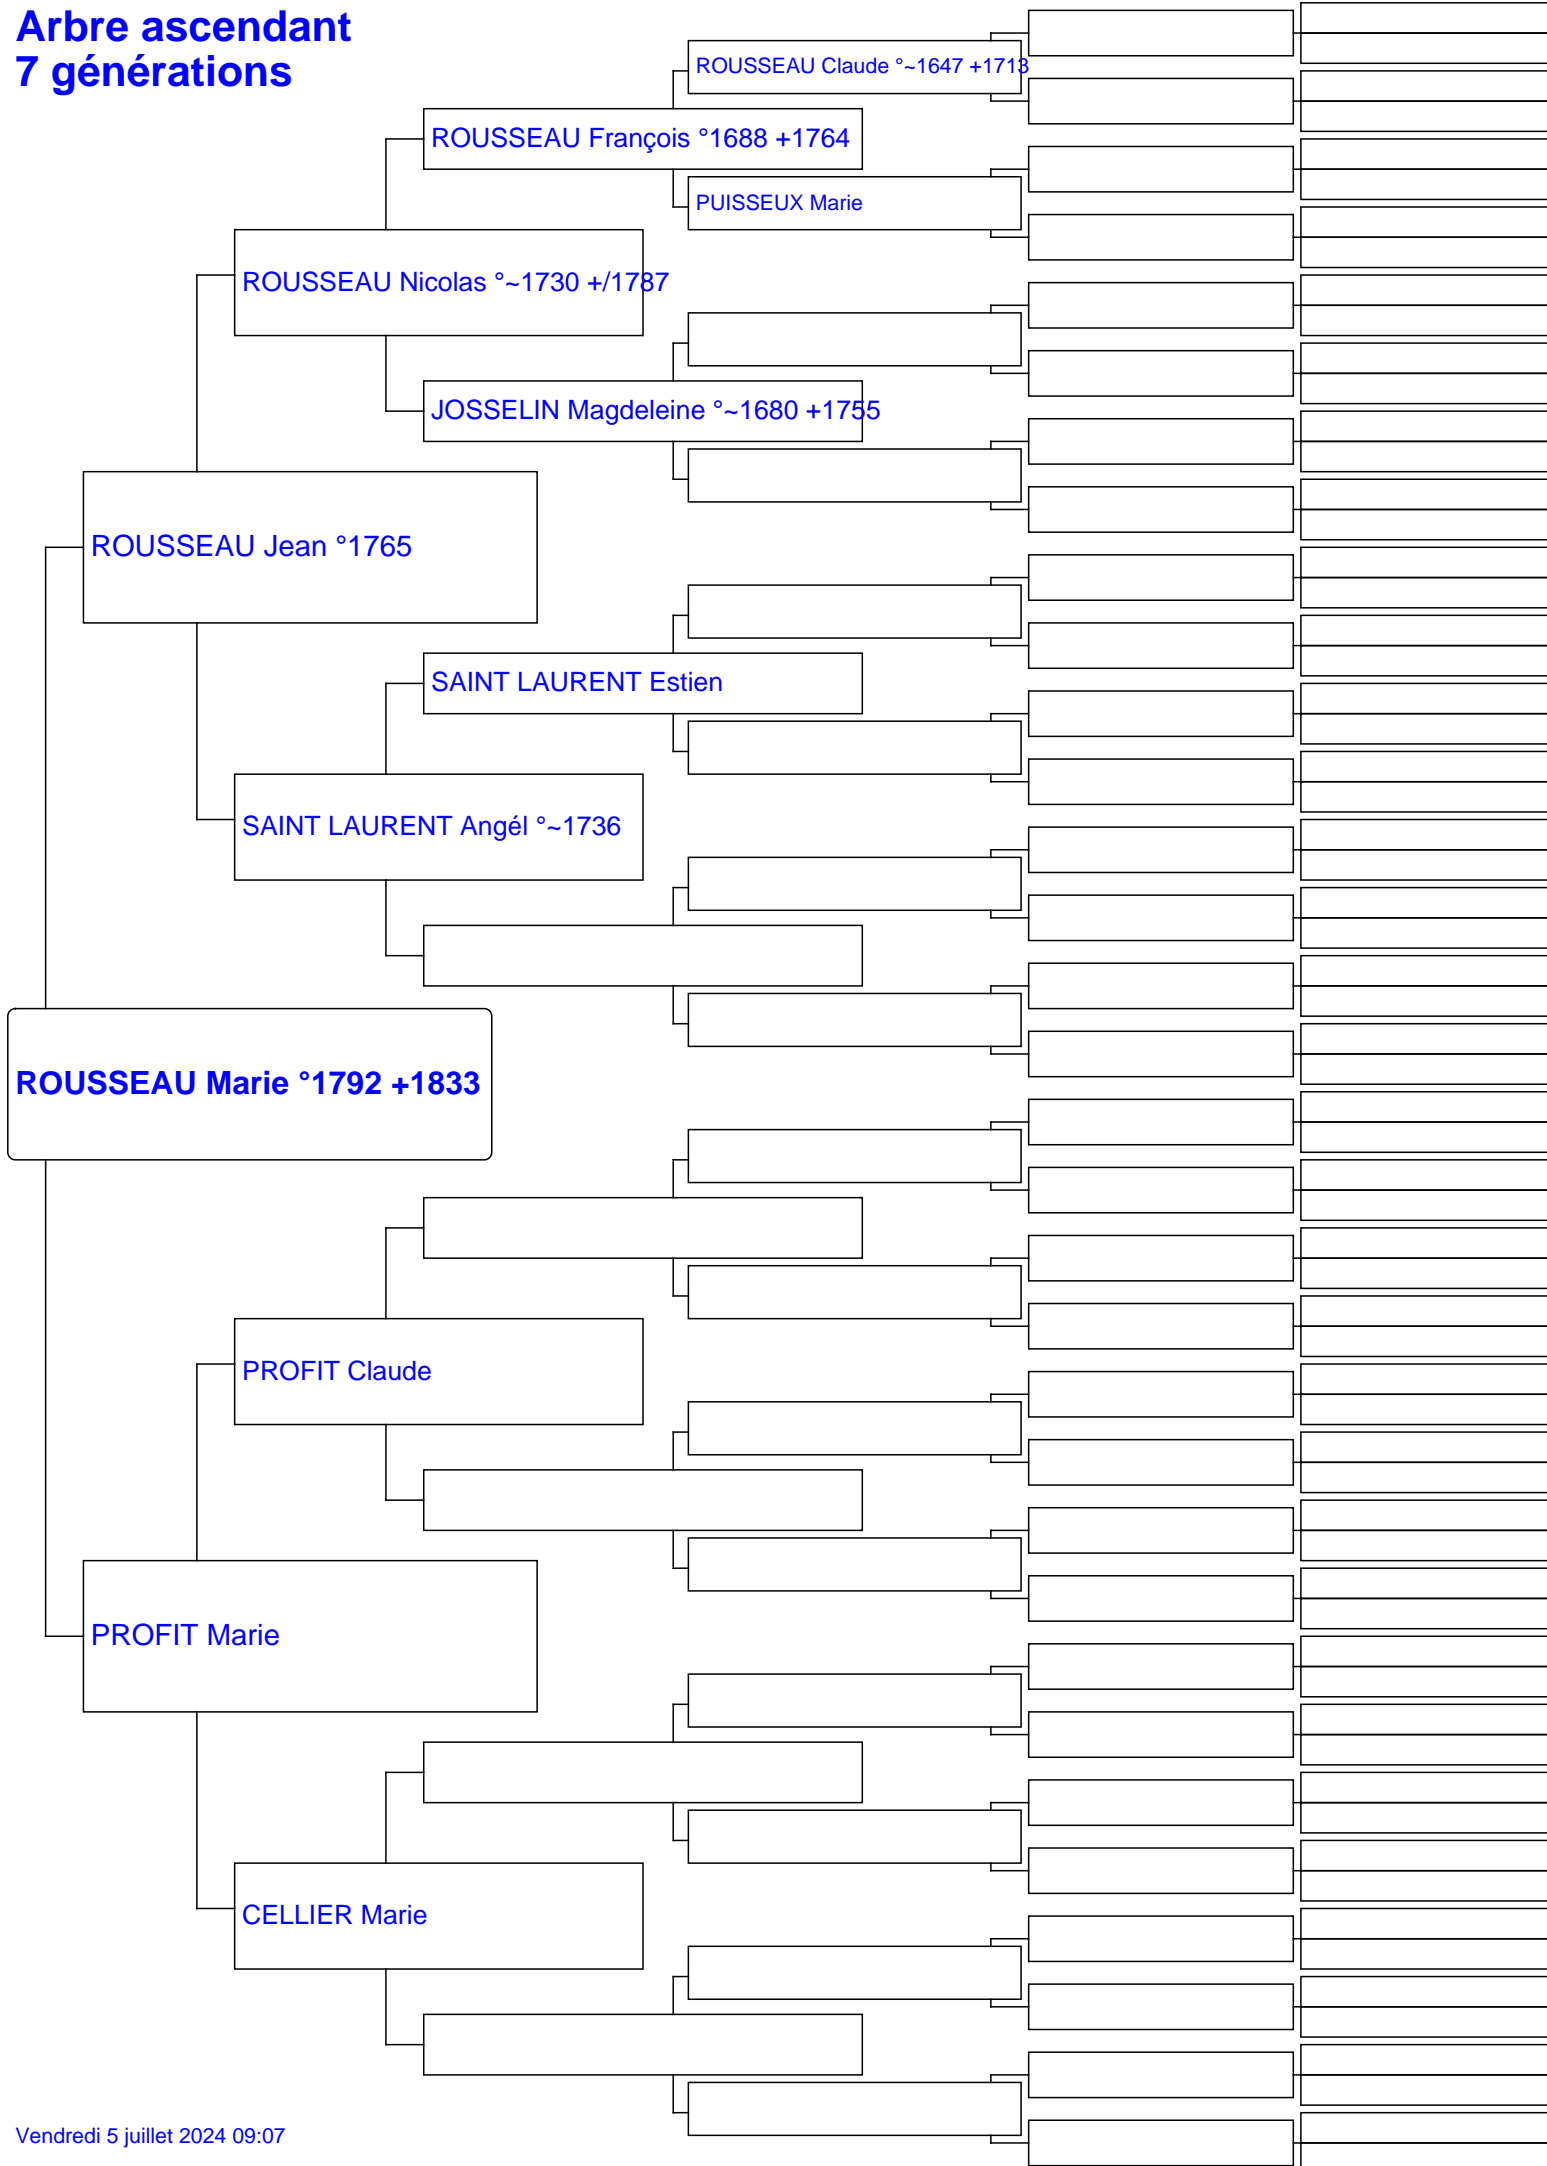 Arbre ascendant
7 générations
ROUSSEAU Claude °~1647 +1713
ROUSSEAU François °1688 +1764
PUISSEUX Marie
ROUSSEAU Nicolas °~1730 +/1787
JOSSELIN Magdeleine °~1680 +1755
ROUSSEAU Jean °1765
SAINT LAURENT Estien
SAINT LAURENT Angél °~1736
ROUSSEAU Marie °1792 +1833
PROFIT Claude
PROFIT Marie
CELLIER Marie
Vendredi 5 juillet 2024 09:07